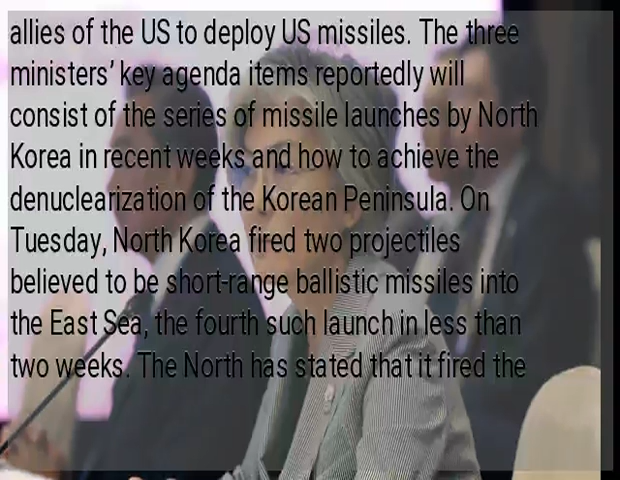 allies of the US to deploy US missiles. The three
ministers’ key agenda items reportedly will
consist of the series of missile launches by North
Korea in recent weeks and how to achieve the
denuclearization of the Korean Peninsula. On
Tuesday, North Korea fired two projectiles
believed to be short-range ballistic missiles into
the East Sea, the fourth such launch in less than
two weeks. The North has stated that it fired the